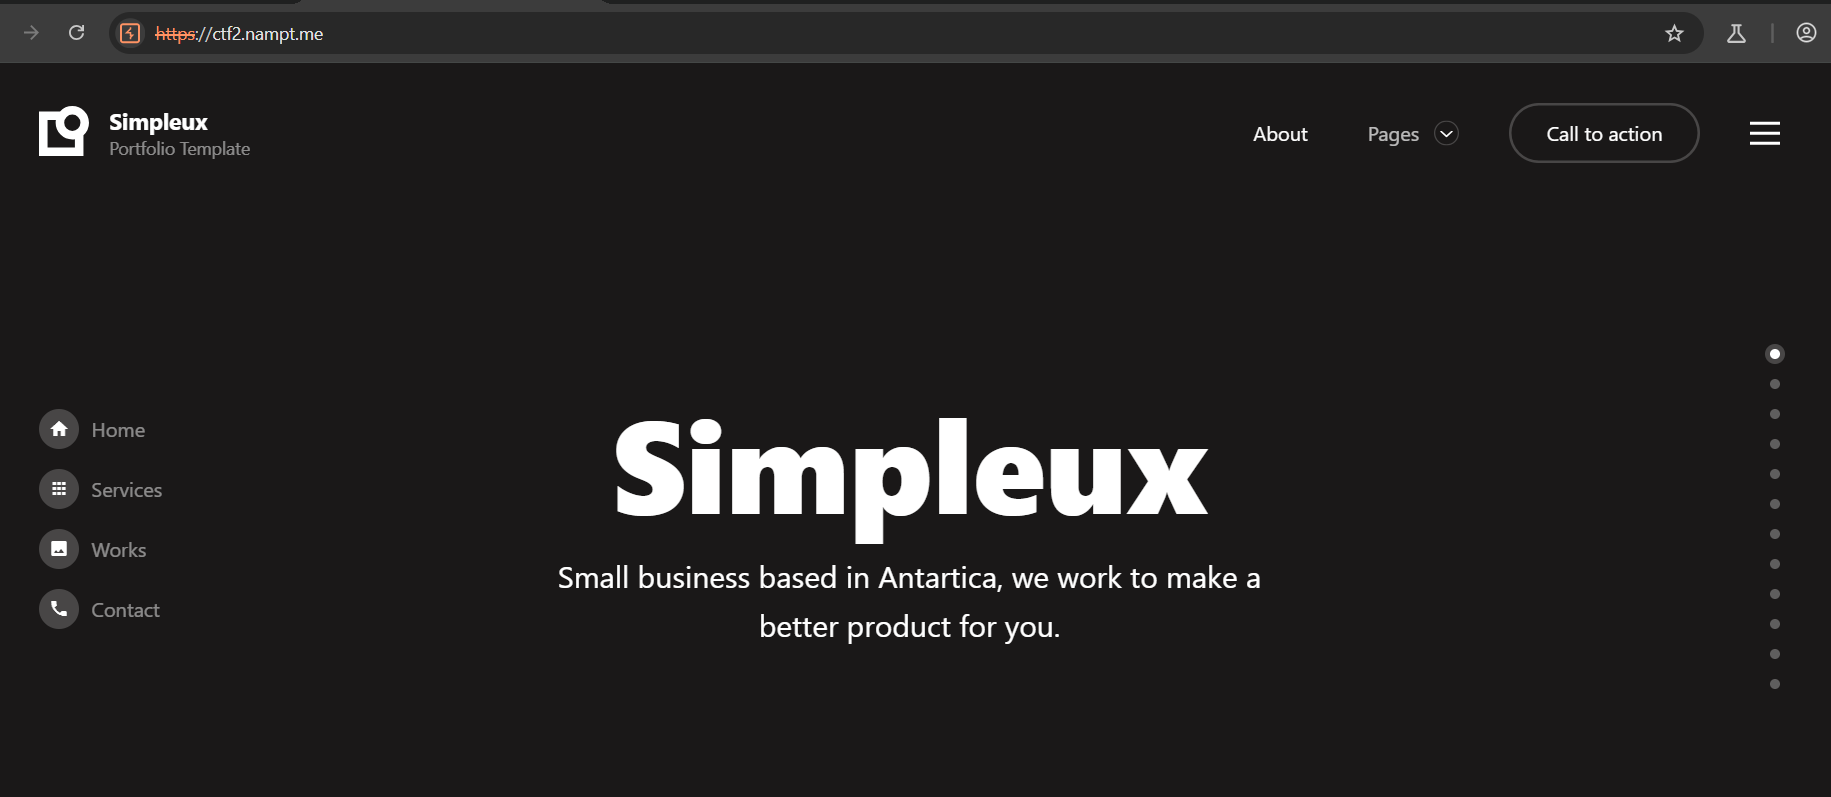 https://ctf2.nampt.me
Simpleux
Portfolio Template
About
Pages
Call to action
Home
Services
Works
Contact
Simpleux
Small business based in Antartica, we work to make a
better product for you.